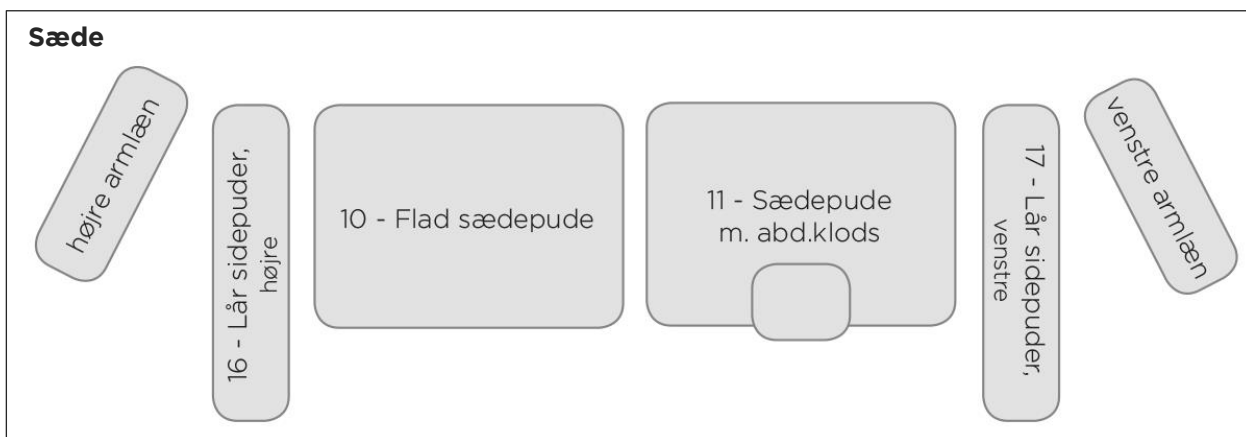 Sæde
højre armlæn
16 - Lår sidepuder,
højre
10 - Flad sædepude
11 - Sædepude
m. abd.klods
17 - Lår sidepuder,
venstre
venstre armlæn